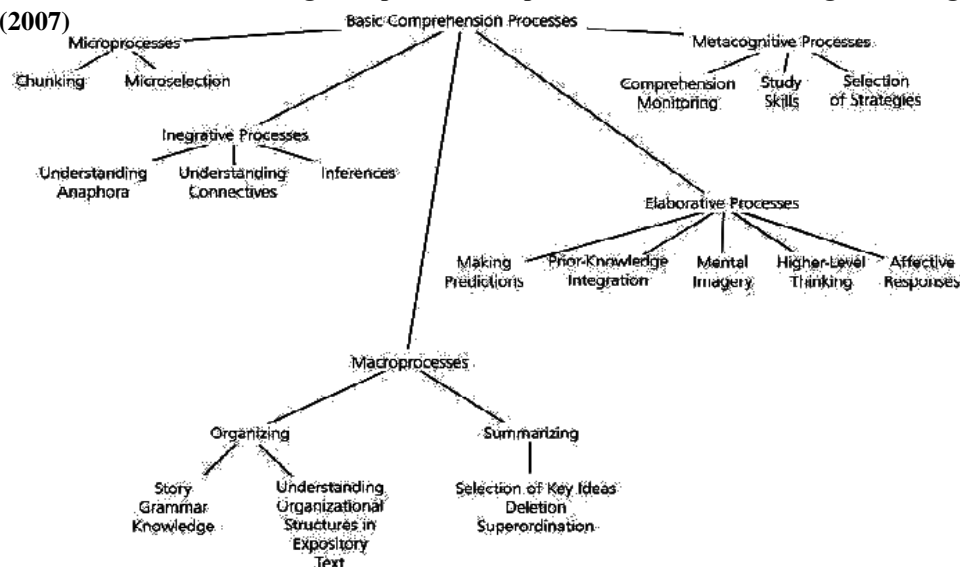 (2007)
Basic Comprehension Processes
Microprocesses
Metacognitive Processes
Chunking
Microselection
Comprehension
Monitoring
Study
Skills
Selection
of Strategies
Inegrative Processes
Understanding
Anaphora
Understanding
Connectives
Inferences
Elaborative Processes
Making
Predictions
Prior-Knowledge
Integration
Mental
Imagery
Higher-Level
Thinking
Affective
Responses
Macroprocesses
Organizing
Summarizing
Story
Grammar
Knowledge
Understanding
Organizational
Structures in
Expository
Text
Selection of Key Ideas
Deletion
Superordination